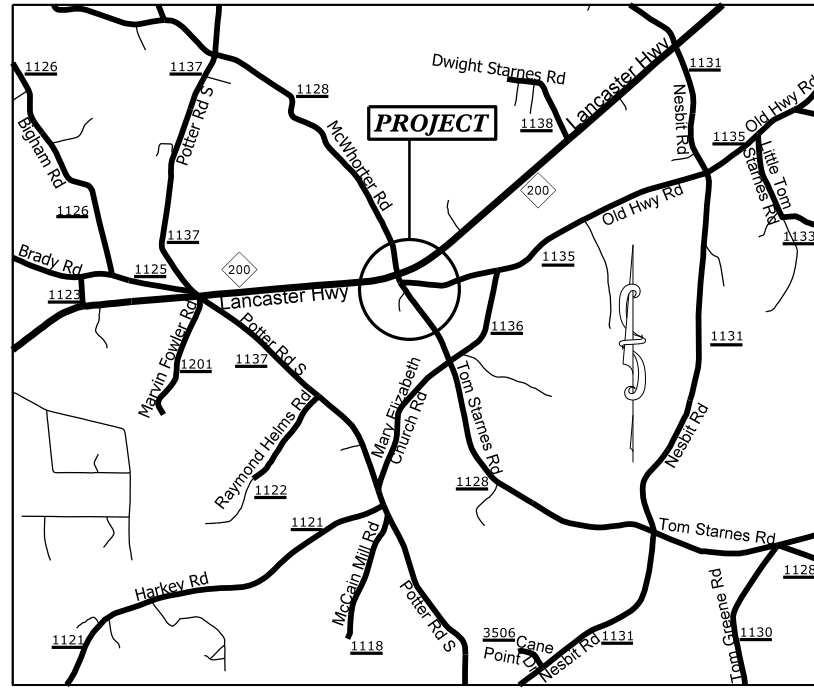 1126
1137
1128
Dwight Starnes Rd
Lancaster Hwy
1131
PROJECT
1138
Nesbit Rd
1135
Old Hwy Rd
Bigham Rd
Potter Rd S
McWhorter Rd
Little Tom
Starnes Rd
200
Old Hwy Rd
1126
1133
1137
Brady Rd
1125
200
1135
1123
Lancaster Hwy
1136
1131
Marvin Fowler Rd
1201
Potter Rd S
1137
Mary Elizabeth
Church Rd
Tom Starnes Rd
Nesbit Rd
Raymond Helms Rd
1122
1128
1121
Tom Starnes Rd
McCain Mill Rd
1128
Harkey Rd
Potter Rd S
Tom Greene Rd
1121
1118
3506
Cane
Point Dr
Nesbit Rd
1131
1130